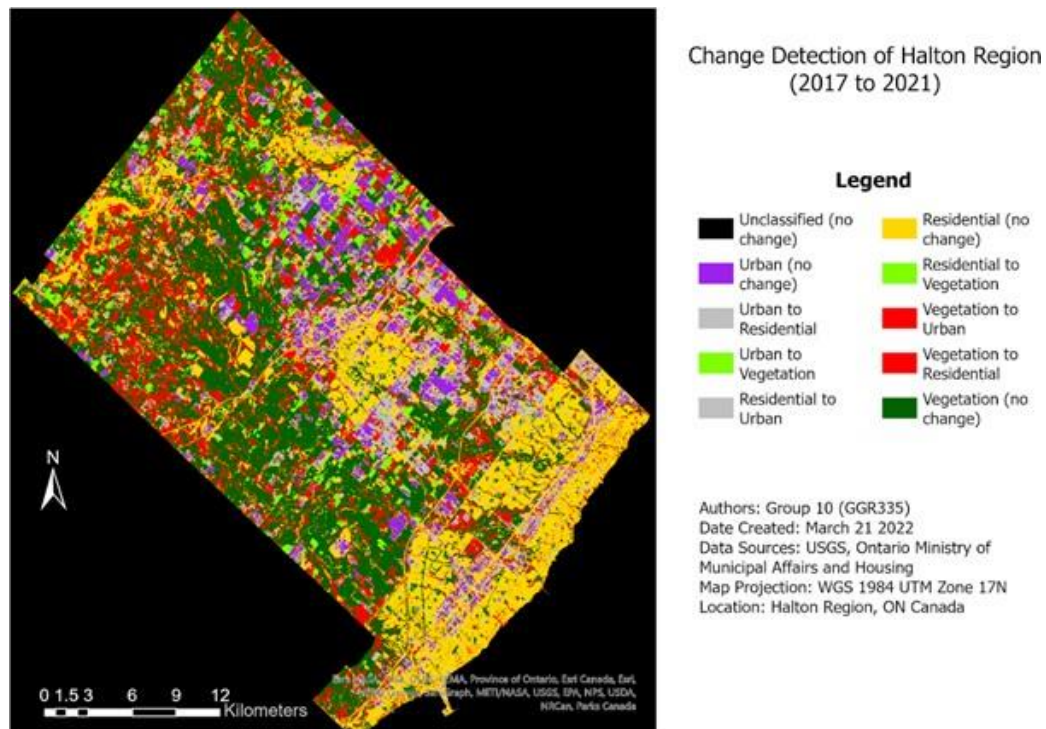 Change Detection of Halton Region
(2017 to 2021)
Legend
Unclassified (no
change)
Urban (no
change)
Urban to
Residential
Urban to
Vegetation
Residential to
Urban
Residential (no
change)
Residential to
Vegetation
Vegetation to
Urban
Vegetation to
Residential
Vegetation (no
change)
Authors: Group 10 (GGR335)
Date Created: March 21 2022
Data Sources: USGS, Ontario Ministry of
Municipal Affairs and Housing
Map Projection: WGS 1984 UTM Zone 17N
Location: Halton Region, ON Canada
N
0 1.5 3 6 9 12
Kilometers
Province of Ontario, Esri Canada, Esri,
METI/NASA, USGS, EPA, NPS, USDA,
NRCan, Parks Canada